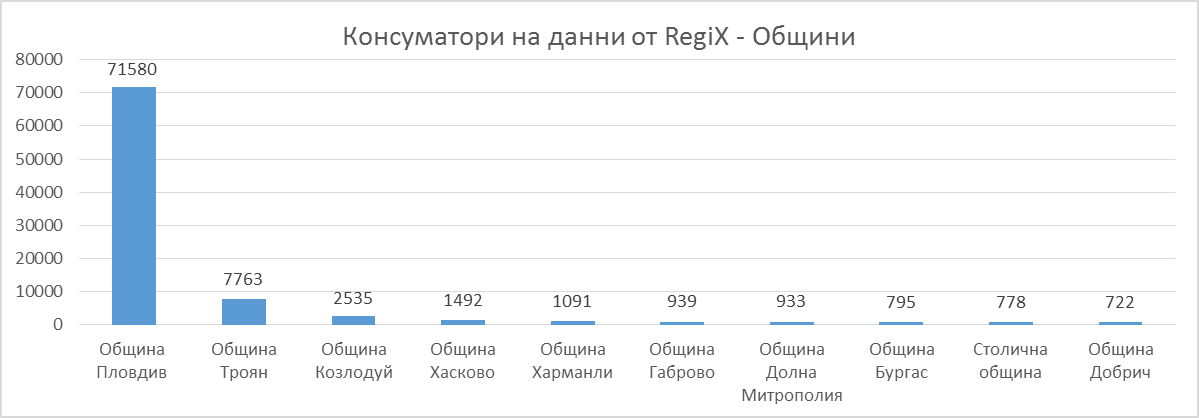 Консуматори на данни от RegiX - Общини
80000
70000
60000
50000
40000
30000
20000
10000
0
71580
7763
2535
1492
1091
939
933
795
778
722
Община
Пловдив
Община
Троян
Община
Козлодуй
Община
Хасково
Община
Харманли
Община
Габрово
Община
Долна
Митрополия
Община
Бургас
Столична
община
Община
Добрич